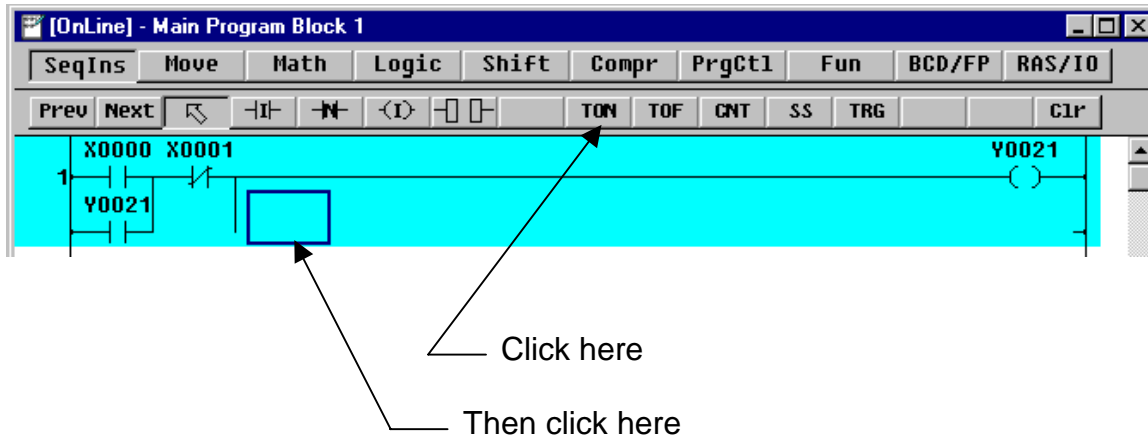 [OnLine] - Main Program Block 1
SeqIns Move Math Logic Shift Compr PrgCtl Fun BCD/FP RAS/IO
Prev Next I N (I) TON TOF CNT SS TRG Clr
X0000 X0001 Y0021
1
Y0021
Click here
Then click here